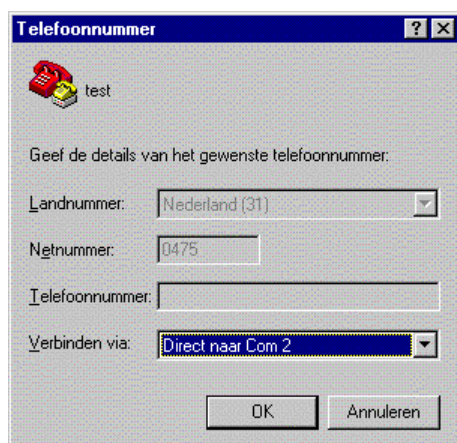 Telefoonnummer
test
Geef de details van het gewenste telefoonnummer:
Landnummer: Nederland (31)
Netnummer: 0475
Telefoonnummer:
Verbinden via: Direct naar Com 2
OK Annuleren